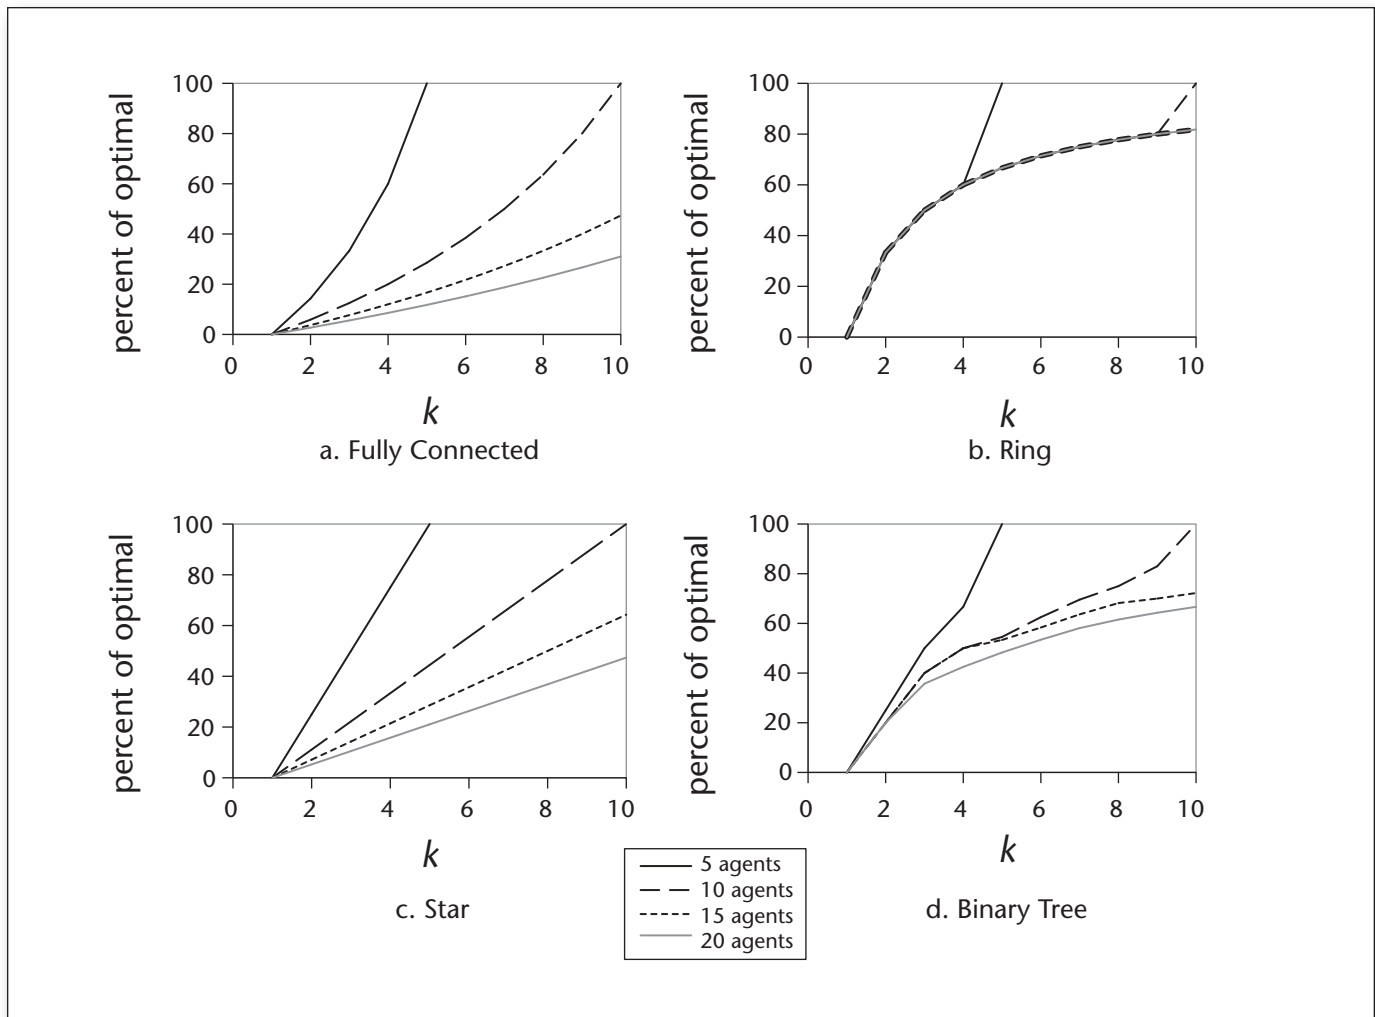 percent of optimal
100
80
60
40
20
0
0 2 4 6 8 10
k
a. Fully Connected
percent of optimal
100
80
60
40
20
0
0 2 4 6 8 10
k
b. Ring
percent of optimal
100
80
60
40
20
0
0 2 4 6 8 10
k
c. Star
percent of optimal
100
80
60
40
20
0
0 2 4 6 8 10
k
d. Binary Tree
5 agents
10 agents
15 agents
20 agents